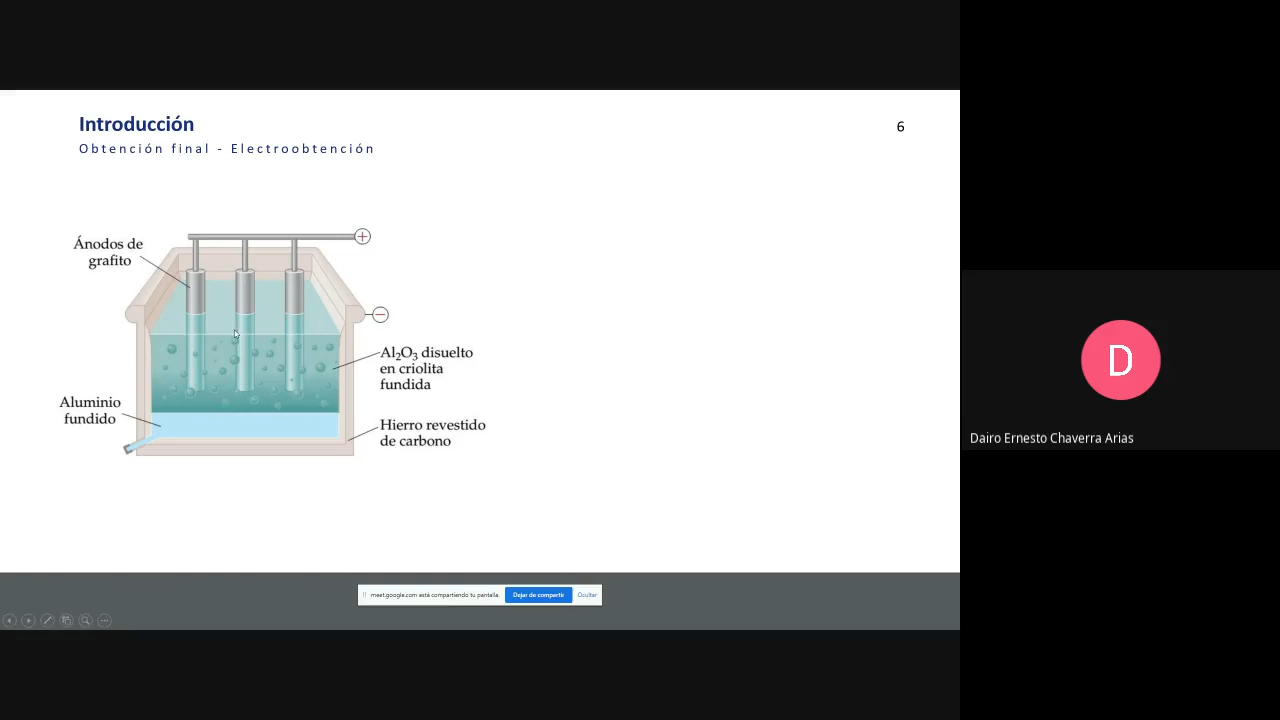 Introducción
6
Obtención final - Electroobtención
Ánodos de
grafito
+
−
Al₂O₃ disuelto
en criolita
fundida
Aluminio
fundido
Hierro revestido
de carbono
D
Dairo Ernesto Chaverra Arias
meet.google.com está compartiendo tu pantalla.
Dejar de compartir
Ocultar